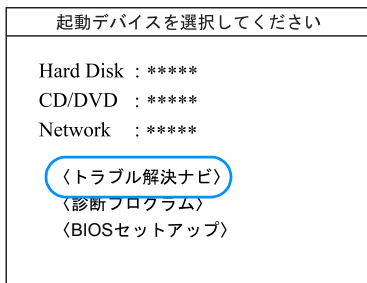 起動デバイスを選択してください
Hard Disk : *****
CD/DVD : *****
Network : *****
〈トラブル解決ナビ〉
〈診断プログラム〉
〈BIOSセットアップ〉